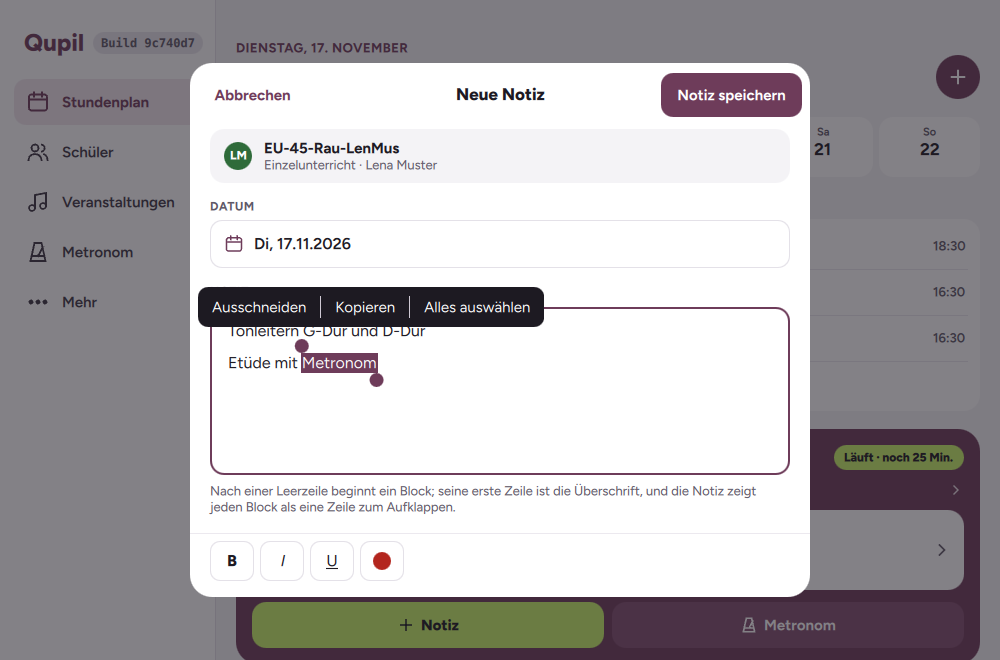 Qupil Build 9c740d7
Stundenplan
Schüler
Veranstaltungen
Metronom
Mehr
DIENSTAG, 17. NOVEMBER
Sa
21
So
22
18:30
16:30
16:30
Läuft · noch 25 Min.
Abbrechen
Neue Notiz
Notiz speichern
LM
EU-45-Rau-LenMus
Einzelunterricht · Lena Muster
DATUM
Di, 17.11.2026
Ausschneiden
Kopieren
Alles auswählen
Tonleitern G-Dur und D-Dur
Etüde mit Metronom
Nach einer Leerzeile beginnt ein Block; seine erste Zeile ist die Überschrift, und die Notiz zeigt
jeden Block als eine Zeile zum Aufklappen.
B
I
U
Notiz
Metronom